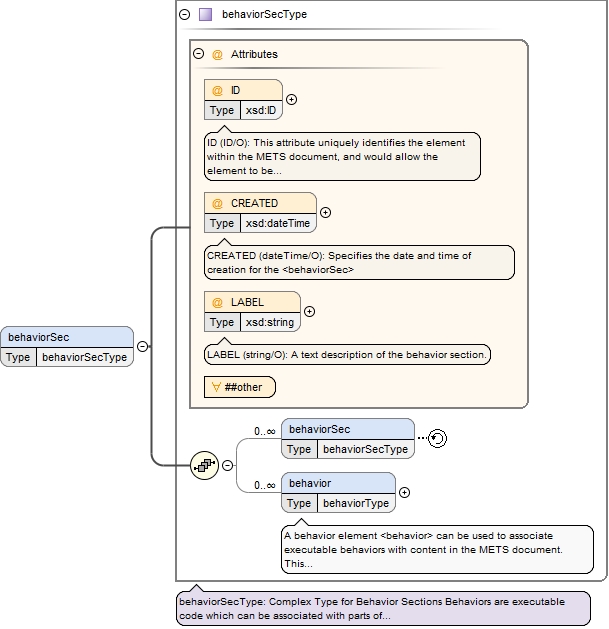 behaviorSecType
@ Attributes
@ ID
Type xsd:ID
ID (ID/O): This attribute uniquely identifies the element
within the METS document, and would allow the
element to be...
@ CREATED
Type xsd:dateTime
CREATED (dateTime/O): Specifies the date and time of
creation for the <behaviorSec>
@ LABEL
Type xsd:string
LABEL (string/O): A text description of the behavior section.
∀ ##other
behaviorSec
Type behaviorSecType
0..∞
behaviorSec
Type behaviorSecType
0..∞
behavior
Type behaviorType
A behavior element <behavior> can be used to associate
executable behaviors with content in the METS document.
This...
behaviorSecType: Complex Type for Behavior Sections Behaviors are executable
code which can be associated with parts of...